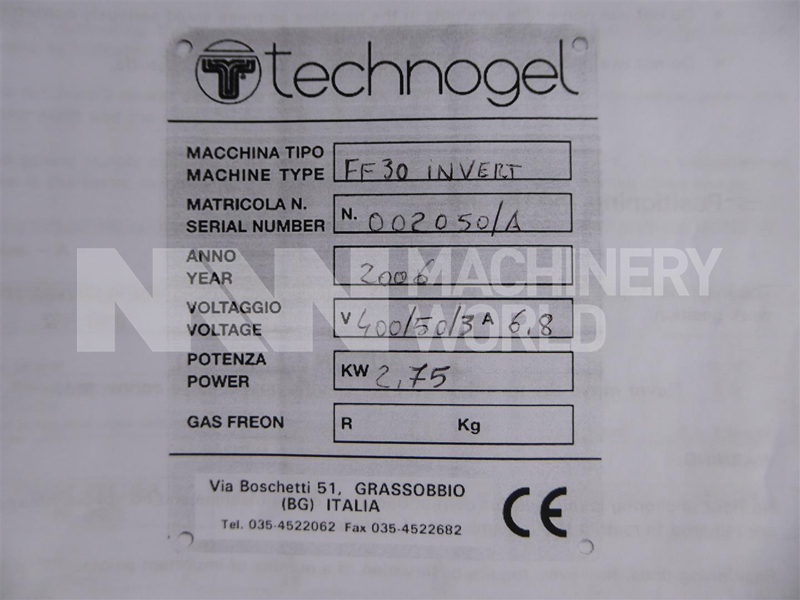 technogel
MACCHINA TIPO
MACHINE TYPE FF30 INVERT
MATRICOLA N.
SERIAL NUMBER N. 002050/A
ANNO
YEAR 2006
VOLTAGGIO
VOLTAGE V 400/50/3 A 6.8
POTENZA
POWER KW 2,75
GAS FREON R Kg
Via Boschetti 51, GRASSOBBIO
(BG) ITALIA
Tel. 035-4522062 Fax 035-4522682
CE
MACHINERY
WORLD
Positioning